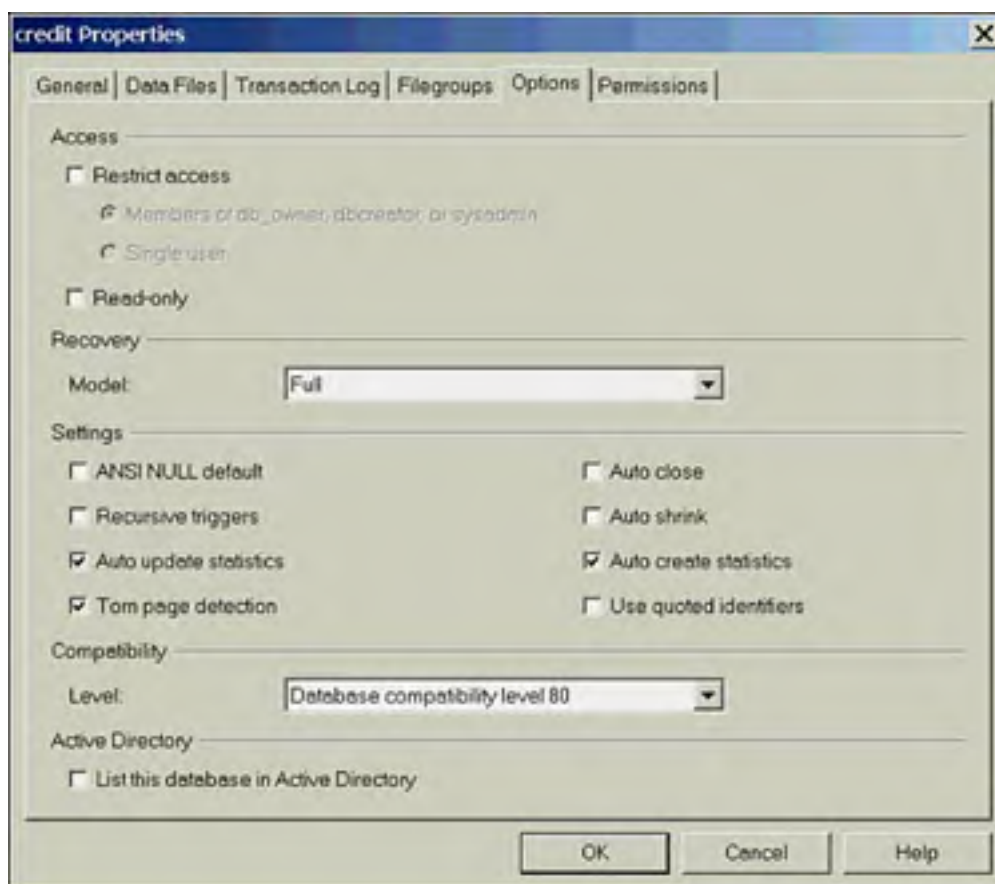 credit Properties
General Data Files Transaction Log Filegroups Options Permissions
Access
Restrict access
Members of db_owner, dbcreator, or sysadmin
Single user
Read-only
Recovery
Model: Full
Settings
ANSI NULL default Auto close
Recursive triggers Auto shrink
Auto update statistics Auto create statistics
Torn page detection Use quoted identifiers
Compatibility
Level: Database compatibility level 80
Active Directory
List this database in Active Directory
OK Cancel Help